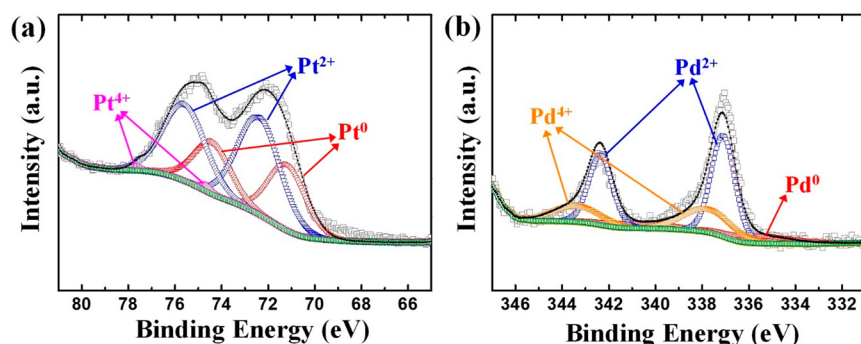 (a)
Pt2+
Pt4+
Pt0
Intensity (a.u.)
80 78 76 74 72 70 68 66
Binding Energy (eV)
(b)
Pd2+
Pd4+
Pd0
Intensity (a.u.)
346 344 342 340 338 336 334 332
Binding Energy (eV)